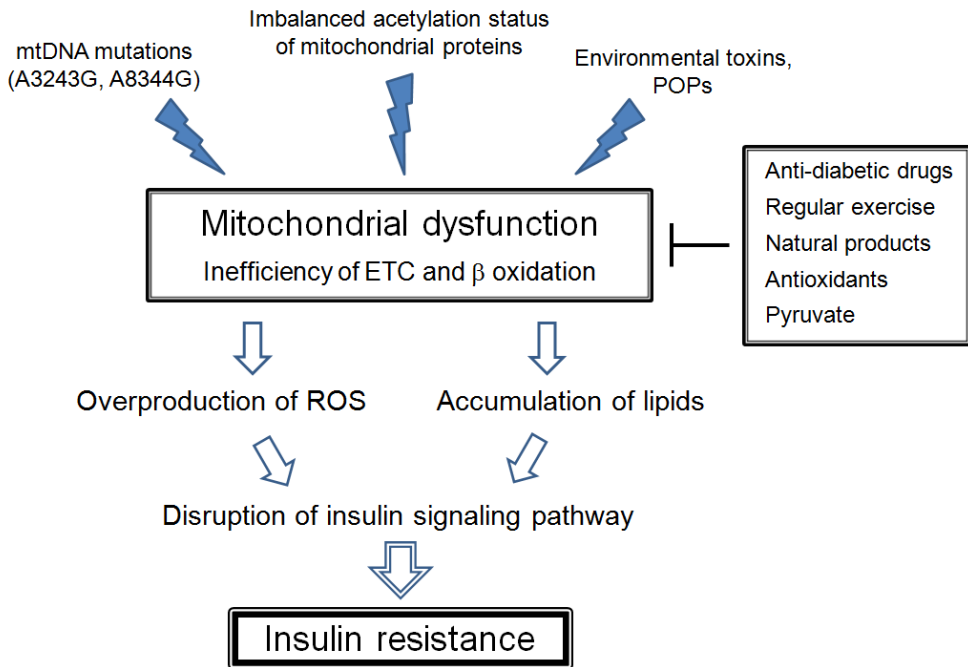 Imbalanced acetylation status
of mitochondrial proteins
mtDNA mutations
(A3243G, A8344G)
Environmental toxins,
POPs
Mitochondrial dysfunction
Inefficiency of ETC and β oxidation
Anti-diabetic drugs
Regular exercise
Natural products
Antioxidants
Pyruvate
Overproduction of ROS
Accumulation of lipids
Disruption of insulin signaling pathway
Insulin resistance